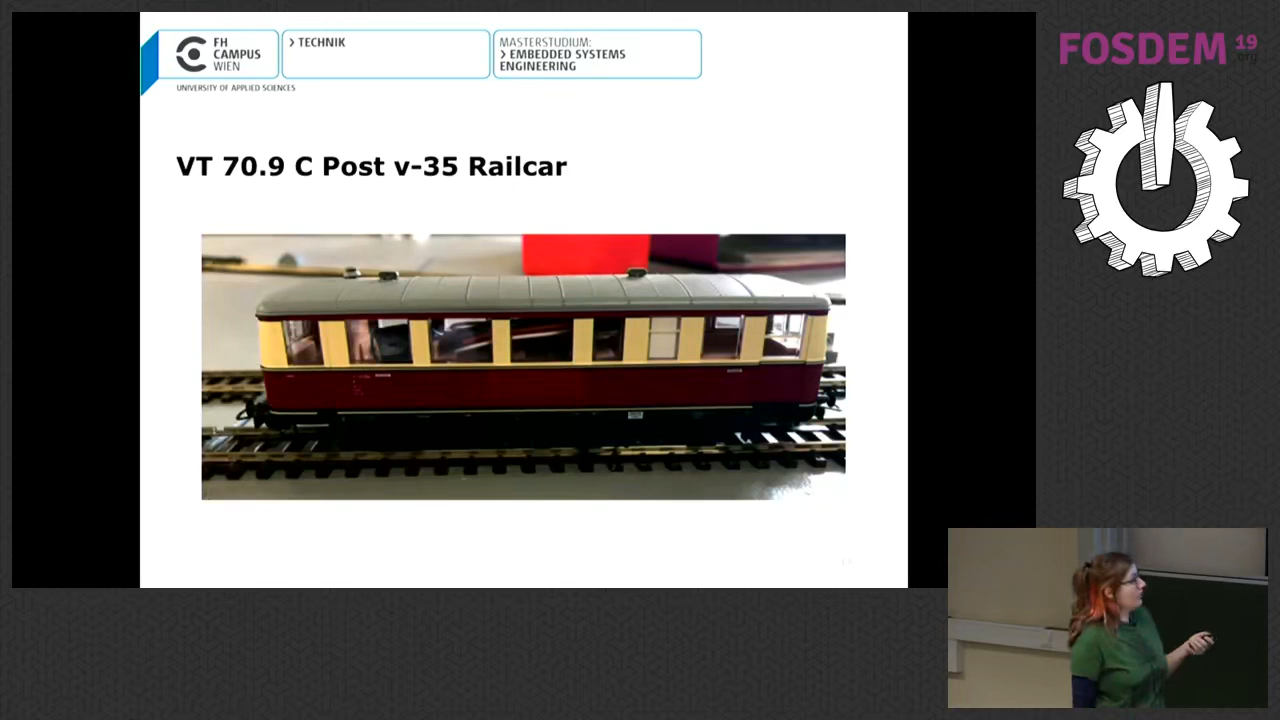 FH
CAMPUS
WIEN
> TECHNIK
MASTERSTUDIUM:
> EMBEDDED SYSTEMS
ENGINEERING
UNIVERSITY OF APPLIED SCIENCES
VT 70.9 C Post v-35 Railcar
FOSDEM 19
.org